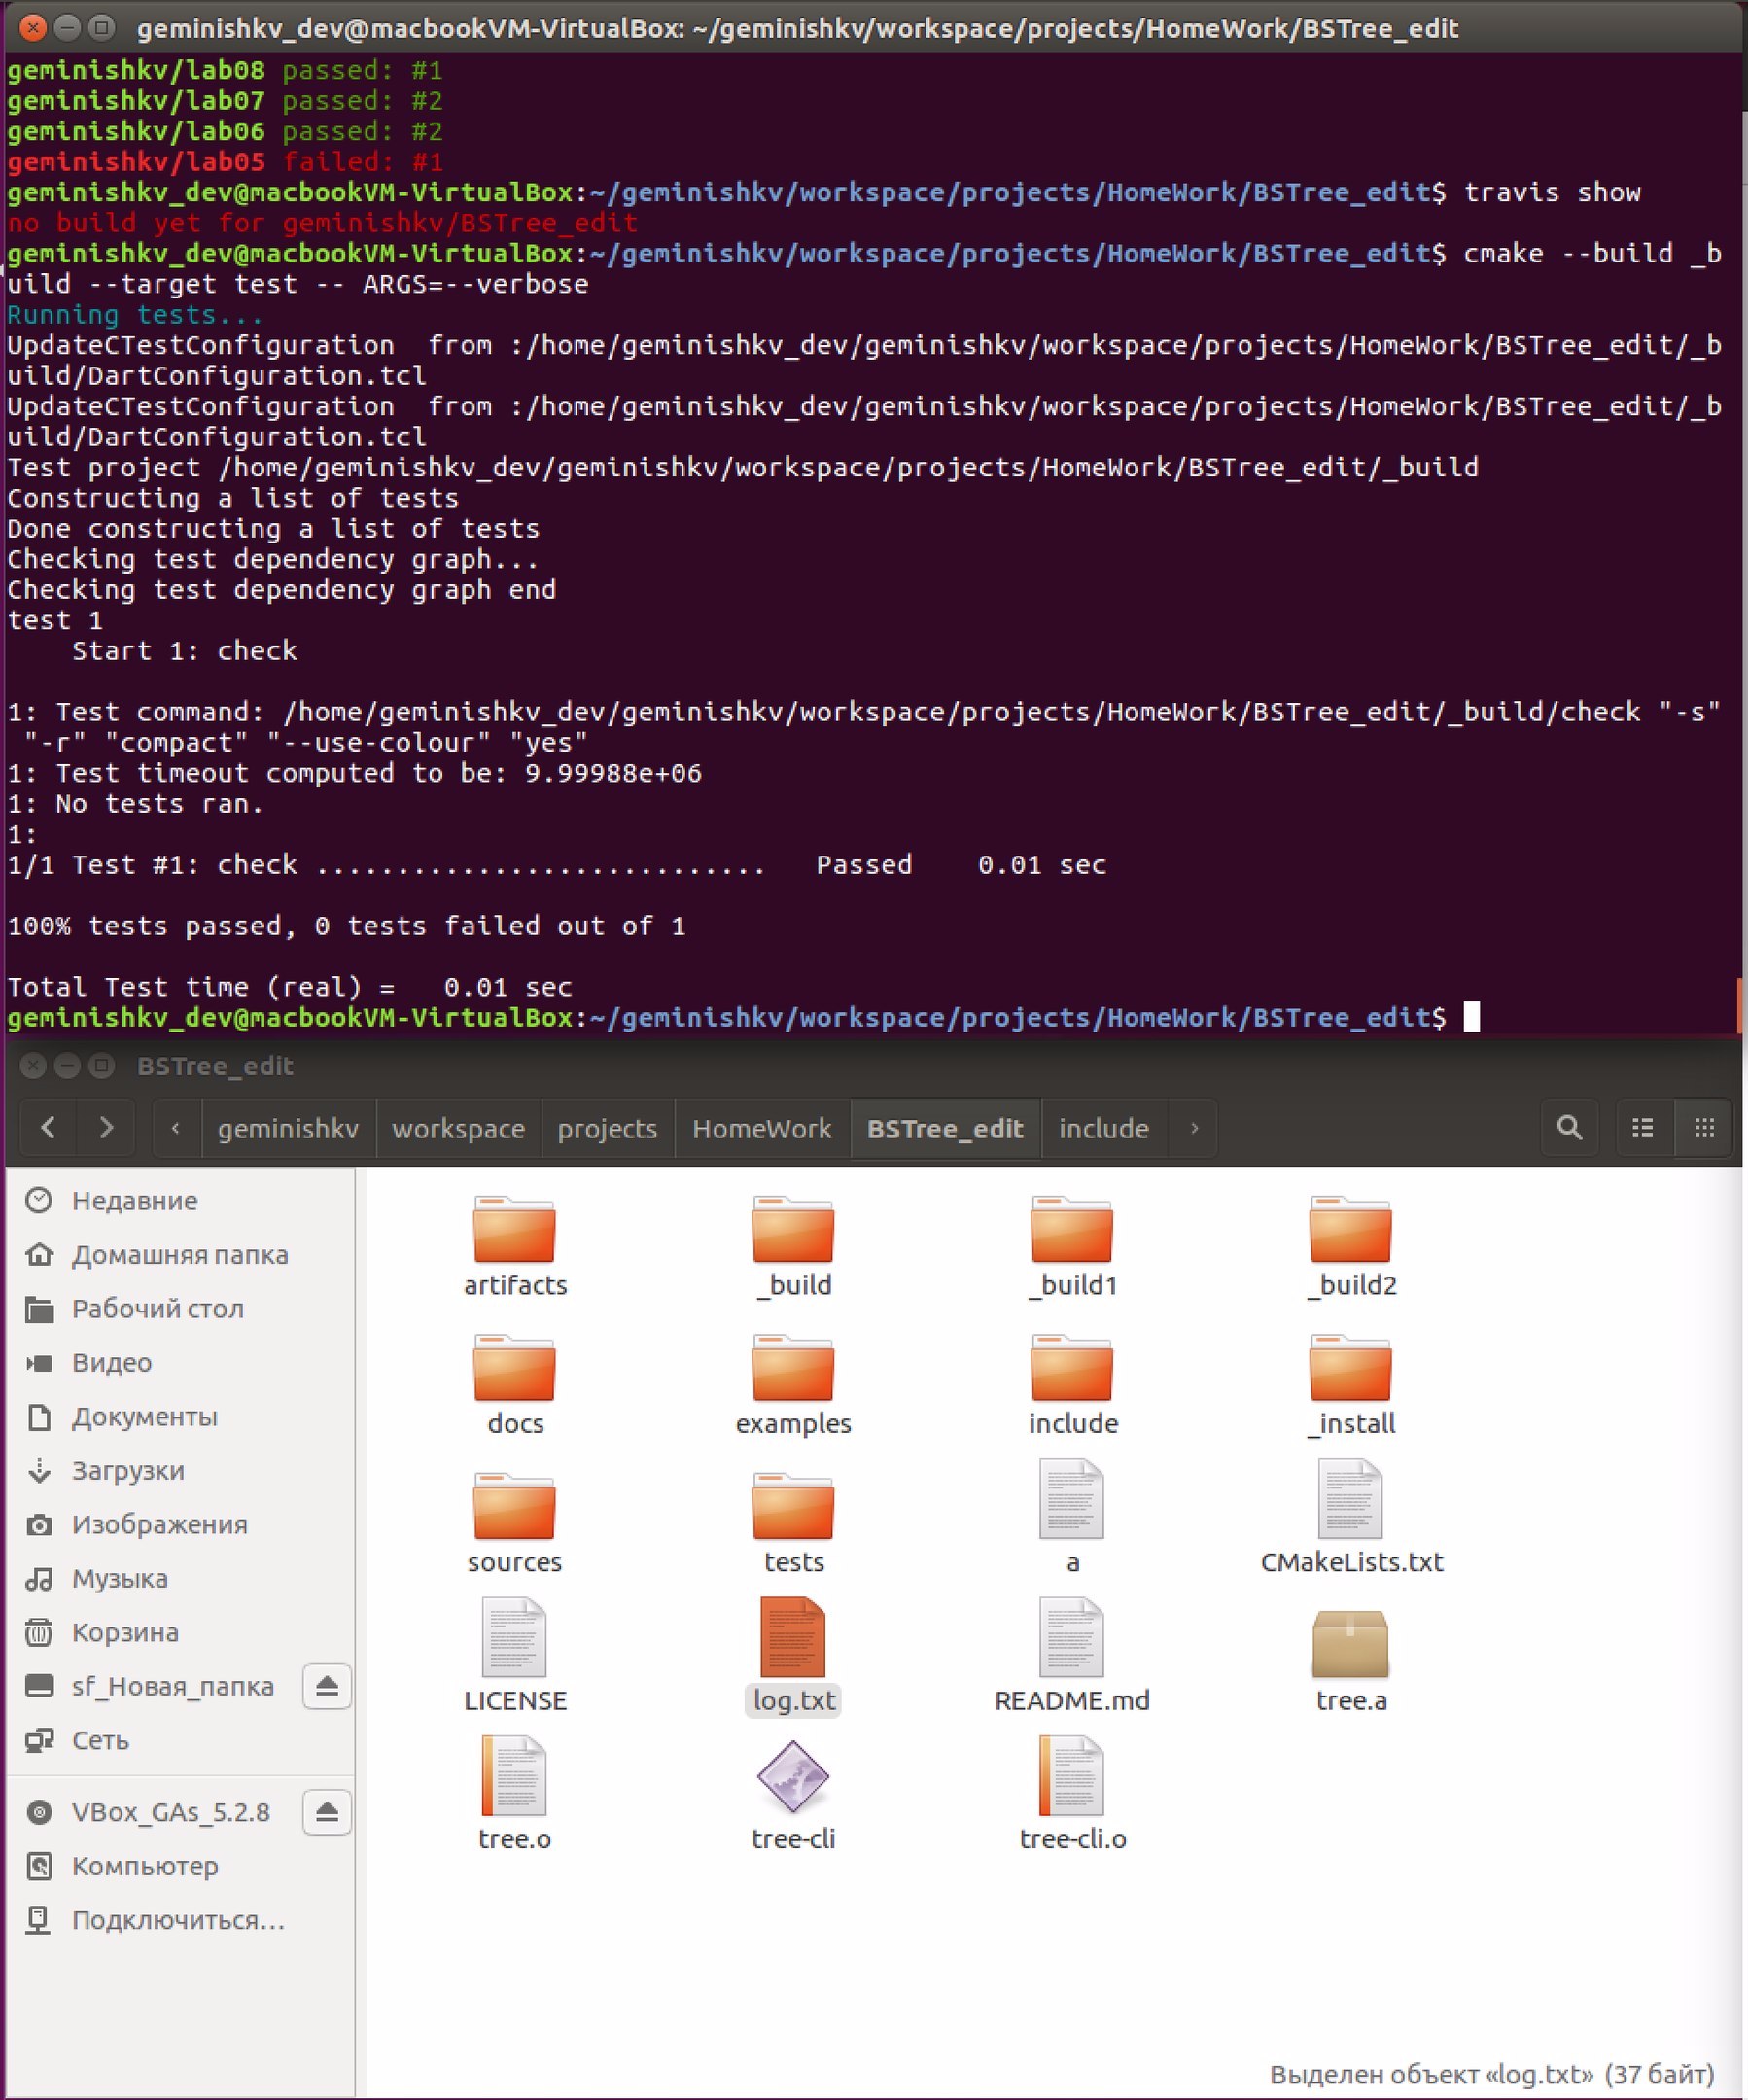 geminishkv_dev@macbookVM-VirtualBox: ~/geminishkv/workspace/projects/HomeWork/BSTree_edit
geminishkv/lab08 passed: #1
geminishkv/lab07 passed: #2
geminishkv/lab06 passed: #2
geminishkv/lab05 failed: #1
geminishkv_dev@macbookVM-VirtualBox:~/geminishkv/workspace/projects/HomeWork/BSTree_edit$ travis show
no build yet for geminishkv/BSTree_edit
geminishkv_dev@macbookVM-VirtualBox:~/geminishkv/workspace/projects/HomeWork/BSTree_edit$ cmake --build _b
uild --target test -- ARGS=--verbose
Running tests...
UpdateCTestConfiguration  from :/home/geminishkv_dev/geminishkv/workspace/projects/HomeWork/BSTree_edit/_b
uild/DartConfiguration.tcl
UpdateCTestConfiguration  from :/home/geminishkv_dev/geminishkv/workspace/projects/HomeWork/BSTree_edit/_b
uild/DartConfiguration.tcl
Test project /home/geminishkv_dev/geminishkv/workspace/projects/HomeWork/BSTree_edit/_build
Constructing a list of tests
Done constructing a list of tests
Checking test dependency graph...
Checking test dependency graph end
test 1
    Start 1: check
1: Test command: /home/geminishkv_dev/geminishkv/workspace/projects/HomeWork/BSTree_edit/_build/check "-s"
 "-r" "compact" "--use-colour" "yes"
1: Test timeout computed to be: 9.99988e+06
1: No tests ran.
1:
1/1 Test #1: check ............................   Passed    0.01 sec
100% tests passed, 0 tests failed out of 1
Total Test time (real) =   0.01 sec
geminishkv_dev@macbookVM-VirtualBox:~/geminishkv/workspace/projects/HomeWork/BSTree_edit$
BSTree_edit
geminishkv workspace projects HomeWork BSTree_edit include
Недавние
Домашняя папка
Рабочий стол
Видео
Документы
Загрузки
Изображения
Музыка
Корзина
sf_Новая_папка
Сеть
VBox_GAs_5.2.8
Компьютер
Подключиться…
artifacts _build _build1 _build2
docs examples include _install
sources tests a CMakeLists.txt
LICENSE log.txt README.md tree.a
tree.o tree-cli tree-cli.o
Выделен объект «log.txt» (37 байт)